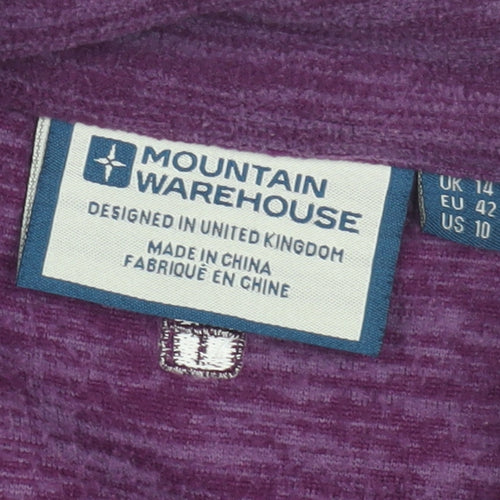 MOUNTAIN
WAREHOUSE
DESIGNED IN UNITED KINGDOM
MADE IN CHINA
FABRIQUÉ EN CHINE
UK 14
EU 42
US 10